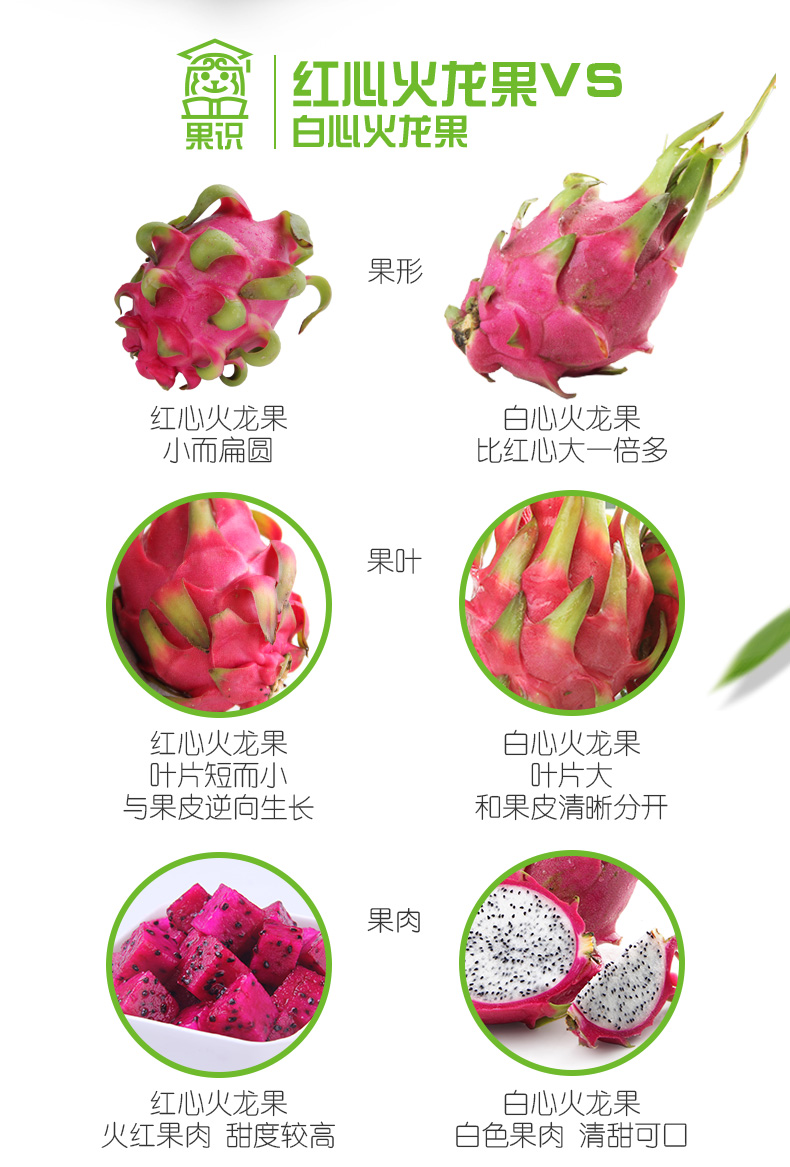 果识
红心火龙果VS
白心火龙果
果形
红心火龙果
小而扁圆
白心火龙果
比红心大一倍多
果叶
红心火龙果
叶片短而小
与果皮逆向生长
白心火龙果
叶片大
和果皮清晰分开
果肉
红心火龙果
火红果肉 甜度较高
白心火龙果
白色果肉 清甜可口